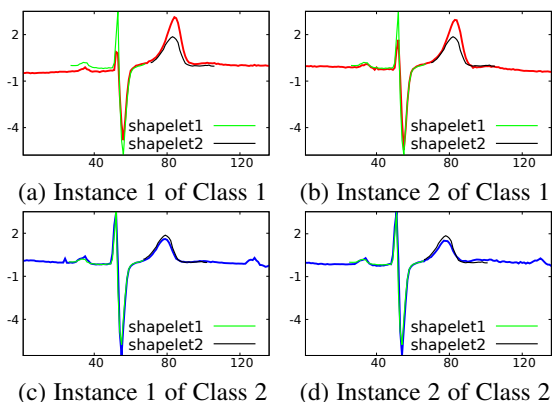 2
-1
-4
shapelet1
shapelet2
40 80 120
(a) Instance 1 of Class 1
2
-1
-4
shapelet1
shapelet2
40 80 120
(b) Instance 2 of Class 1
2
-1
-4
shapelet1
shapelet2
40 80 120
(c) Instance 1 of Class 2
2
-1
-4
shapelet1
shapelet2
40 80 120
(d) Instance 2 of Class 2